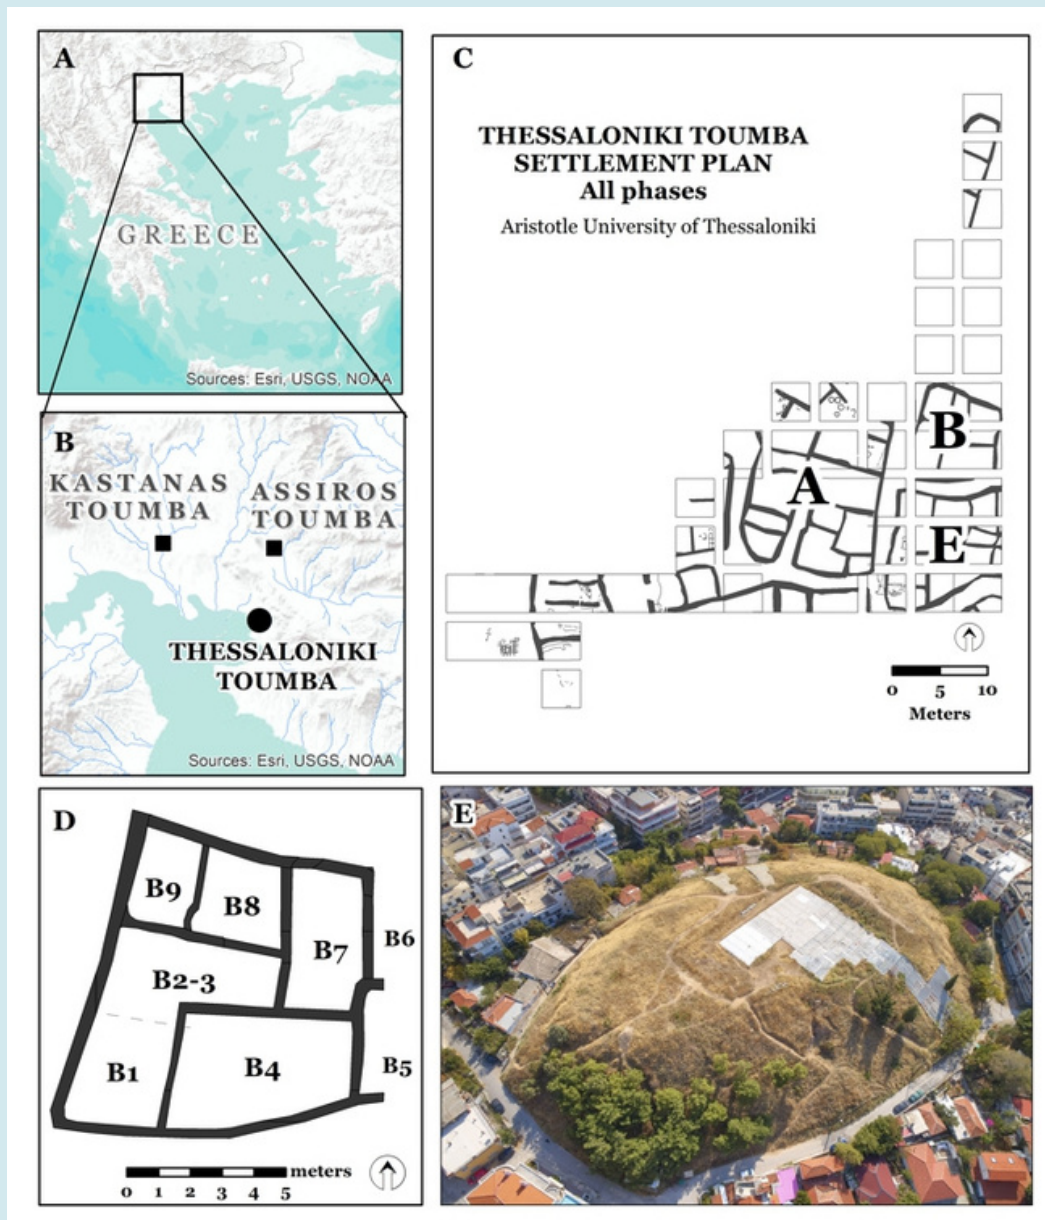 A
GREECE
Sources: Esri, USGS, NOAA
B
KASTANAS
TOUMBA
ASSIROS
TOUMBA
THESSALONIKI
TOUMBA
Sources: Esri, USGS, NOAA
C
THESSALONIKI TOUMBA
SETTLEMENT PLAN
All phases
Aristotle University of Thessaloniki
B
A
E
0 5 10
Meters
D
B9
B8
B7
B6
B2-3
B1
B4
B5
meters
0 1 2 3 4 5
E